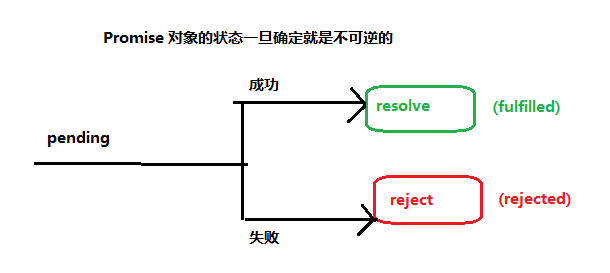 Promise 对象的状态一旦确定就是不可逆的
成功
resolve (fulfilled)
pending
reject (rejected)
失败